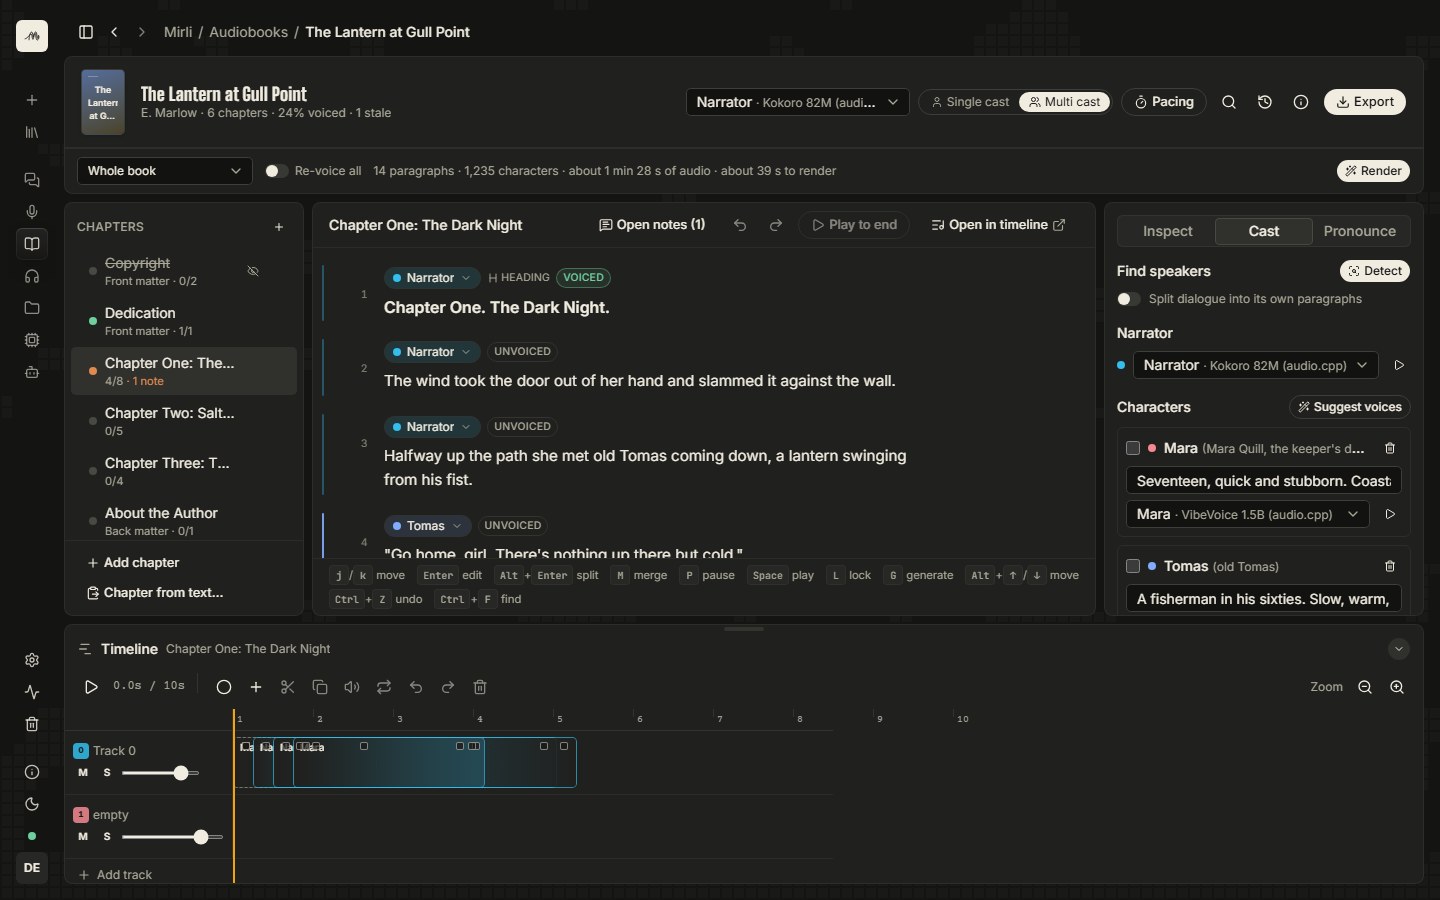 Mirli / Audiobooks / The Lantern at Gull Point
The
Lantern
at G...
The Lantern at Gull Point
E. Marlow · 6 chapters · 24% voiced · 1 stale
Narrator · Kokoro 82M (audi...
Single cast
Multi cast
Pacing
Export
Whole book
Re-voice all
14 paragraphs · 1,235 characters · about 1 min 28 s of audio · about 39 s to render
Render
CHAPTERS
Copyright
Front matter · 0/2
Dedication
Front matter · 1/1
Chapter One: The...
4/8 · 1 note
Chapter Two: Salt...
0/5
Chapter Three: T...
0/4
About the Author
Back matter · 0/1
Add chapter
Chapter from text...
Chapter One: The Dark Night
Open notes (1)
Play to end
Open in timeline
1
Narrator
H HEADING
VOICED
Chapter One. The Dark Night.
2
Narrator
UNVOICED
The wind took the door out of her hand and slammed it against the wall.
3
Narrator
UNVOICED
Halfway up the path she met old Tomas coming down, a lantern swinging
from his fist.
4
Tomas
UNVOICED
"Go home, girl. There's nothing up there but cold."
j / k move Enter edit Alt + Enter split M merge P pause Space play L lock G generate Alt + ↑ / ↓ move
Ctrl + Z undo Ctrl + F find
Inspect
Cast
Pronounce
Find speakers
Detect
Split dialogue into its own paragraphs
Narrator
Narrator · Kokoro 82M (audio.cpp)
Characters
Suggest voices
Mara (Mara Quill, the keeper's d...
Seventeen, quick and stubborn. Coast
Mara · VibeVoice 1.5B (audio.cpp)
Tomas (old Tomas)
A fisherman in his sixties. Slow, warm,
Timeline Chapter One: The Dark Night
0.0s / 10s
Zoom
1 2 3 4 5 6 7 8 9 10
0 Track 0
M S
1 empty
M S
Add track
DE